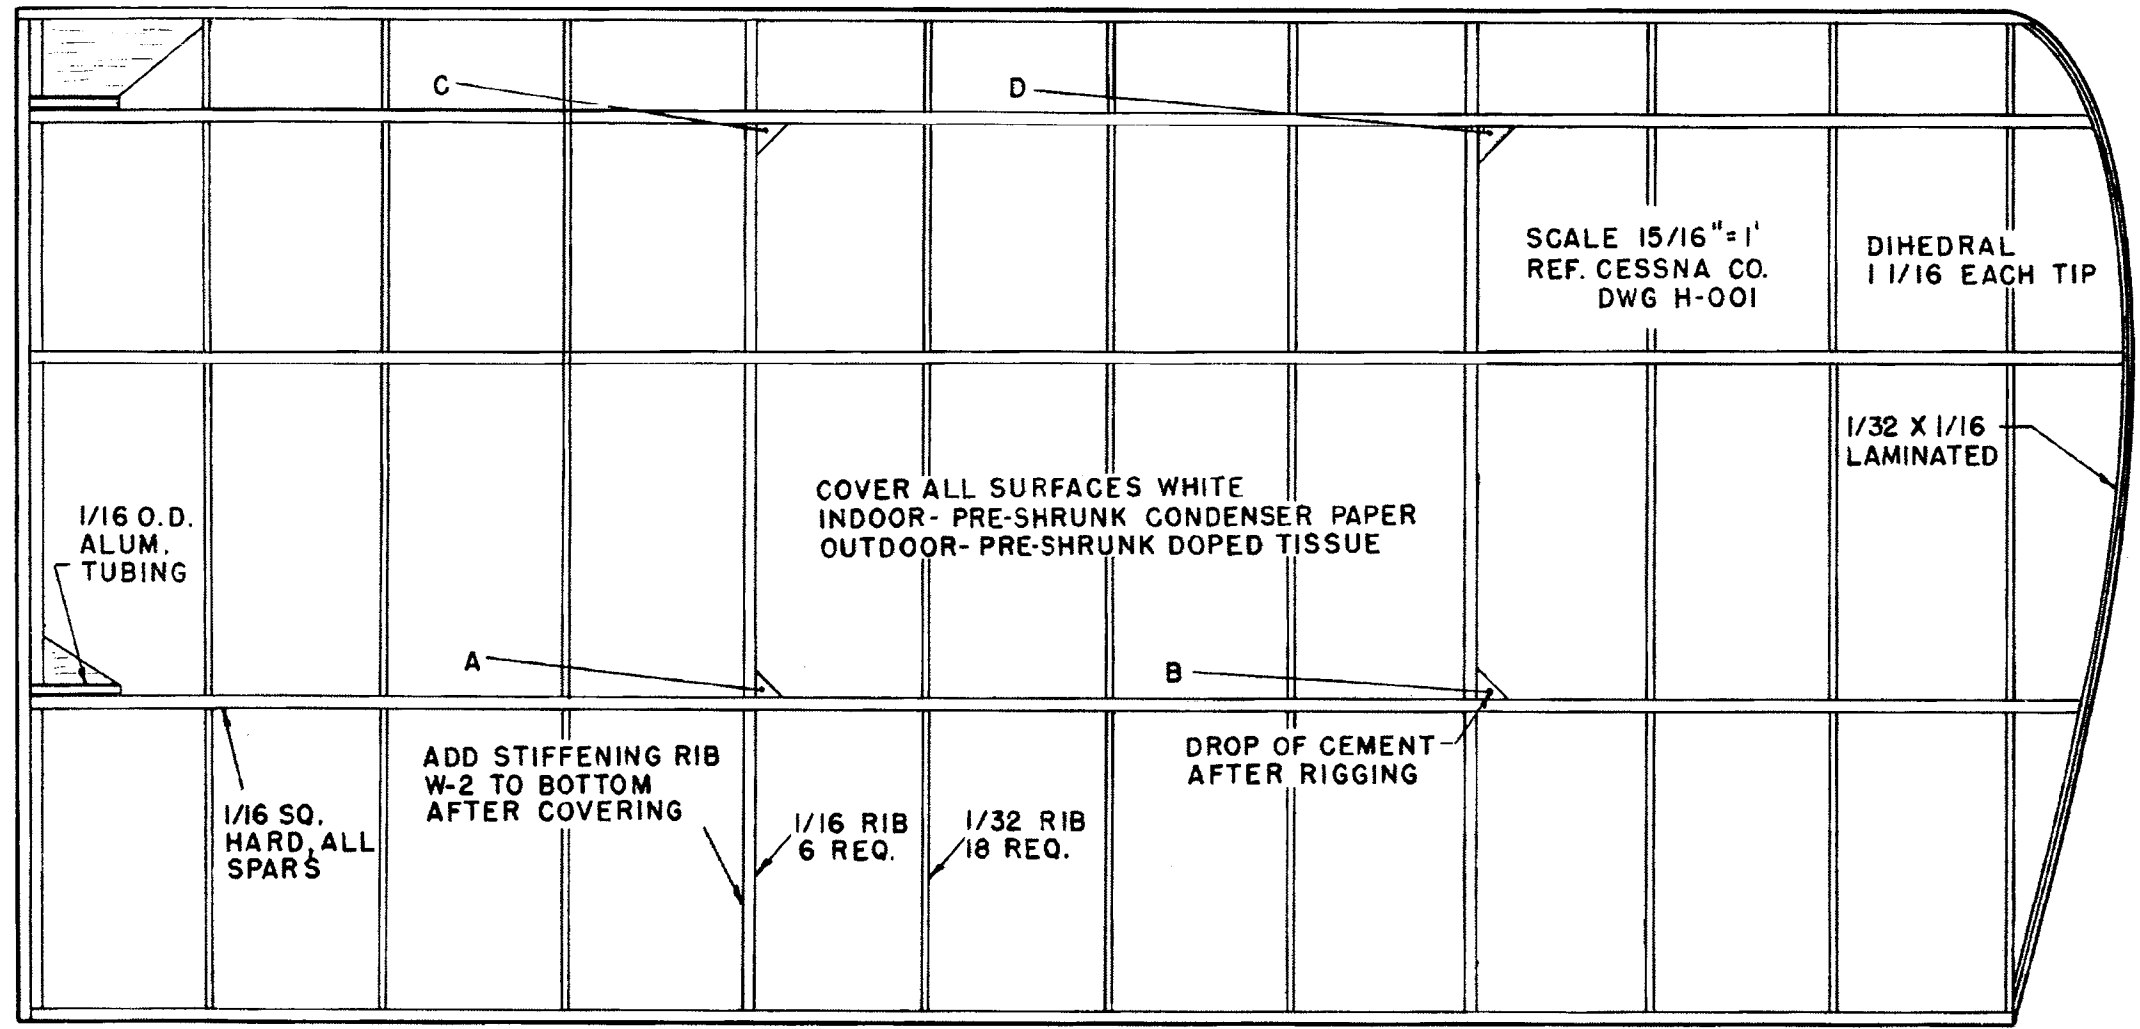 C
D
SCALE 15/16"=1'
REF. CESSNA CO.
DWG H-001
DIHEDRAL
1 1/16 EACH TIP
1/32 X 1/16
LAMINATED
COVER ALL SURFACES WHITE
INDOOR- PRE-SHRUNK CONDENSER PAPER
OUTDOOR- PRE-SHRUNK DOPED TISSUE
1/16 O.D.
ALUM.
TUBING
A
B
DROP OF CEMENT
AFTER RIGGING
ADD STIFFENING RIB
W-2 TO BOTTOM
AFTER COVERING
1/16 SQ.
HARD, ALL
SPARS
1/16 RIB
6 REQ.
1/32 RIB
18 REQ.